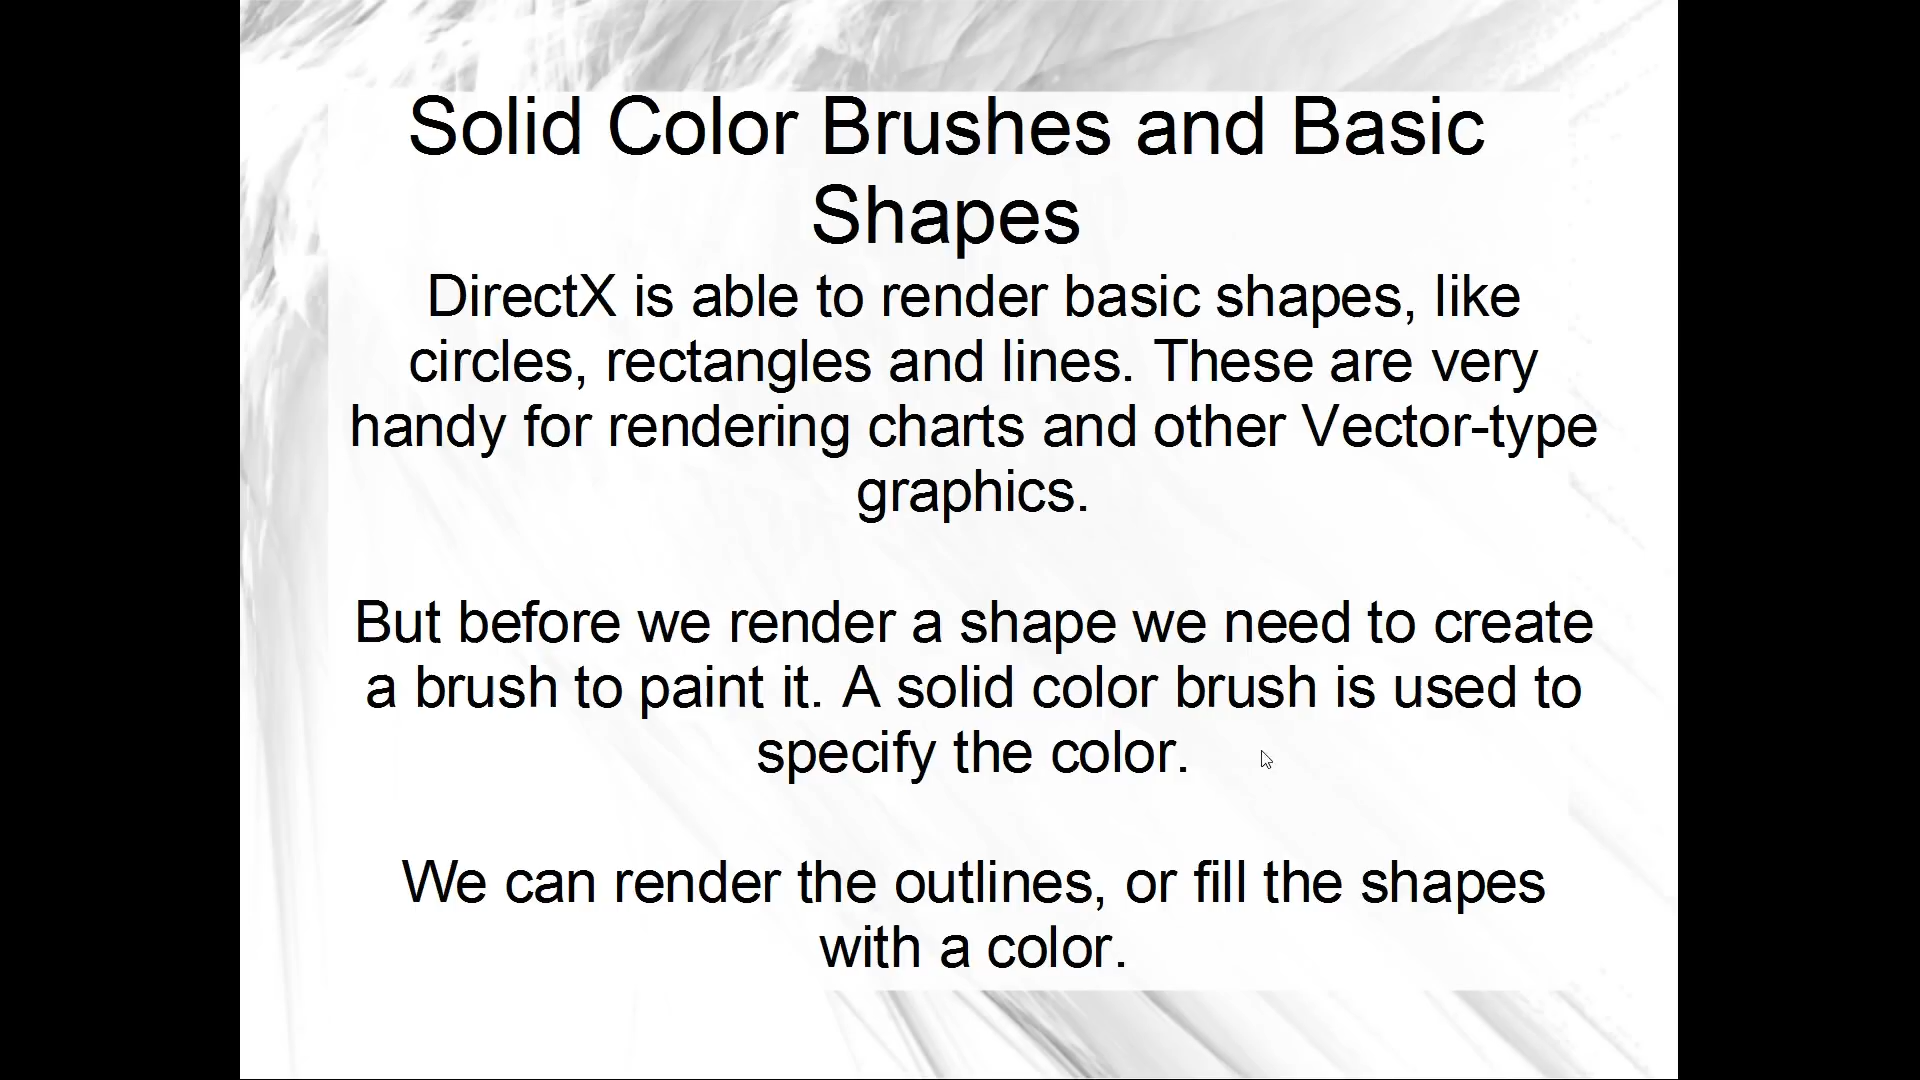 Solid Color Brushes and Basic
Shapes
DirectX is able to render basic shapes, like
circles, rectangles and lines. These are very
handy for rendering charts and other Vector-type
graphics.
But before we render a shape we need to create
a brush to paint it. A solid color brush is used to
specify the color.
We can render the outlines, or fill the shapes
with a color.